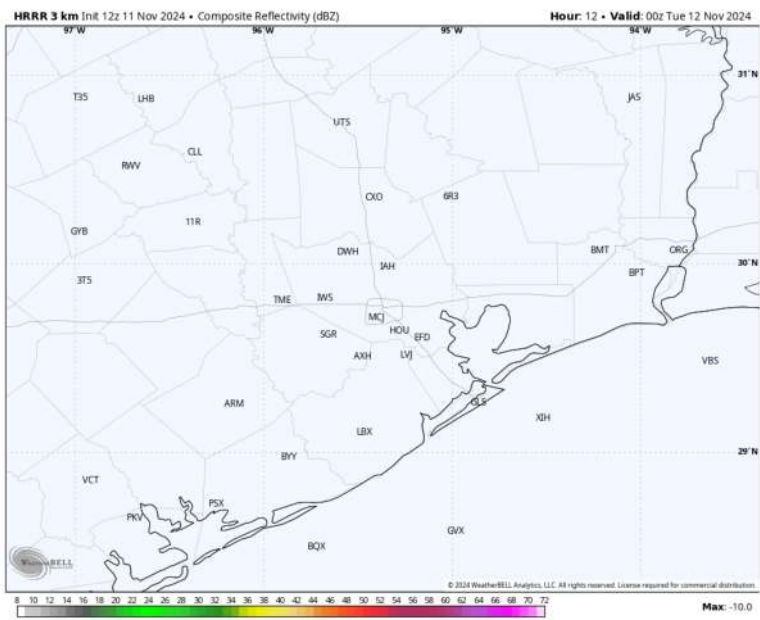 HRRR 3 km Init 12z 11 Nov 2024 • Composite Reflectivity (dBZ) Hour: 12 • Valid: 00z Tue 12 Nov 2024
97°W 96°W 95°W 94°W
31°N
T35 LHB JAS
UTS
CLL
RWV
CXO 6R3
11R
GYB
DWH BMT ORG
IAH 30°N
BPT
3T5
TME IWS
MCJ
SGR HOU
EFD
AXH LVJ
VBS
ARM GLS
XIH
LBX
BYY 29°N
VCT
PSX
PKV
GVX
BQX
WeatherBELL
© 2024 WeatherBELL Analytics, LLC. All rights reserved. License required for commercial distribution.
8 10 12 14 16 18 20 22 24 26 28 30 32 34 36 38 40 42 44 46 48 50 52 54 56 58 60 62 64 66 68 70 72
Max: -10.0